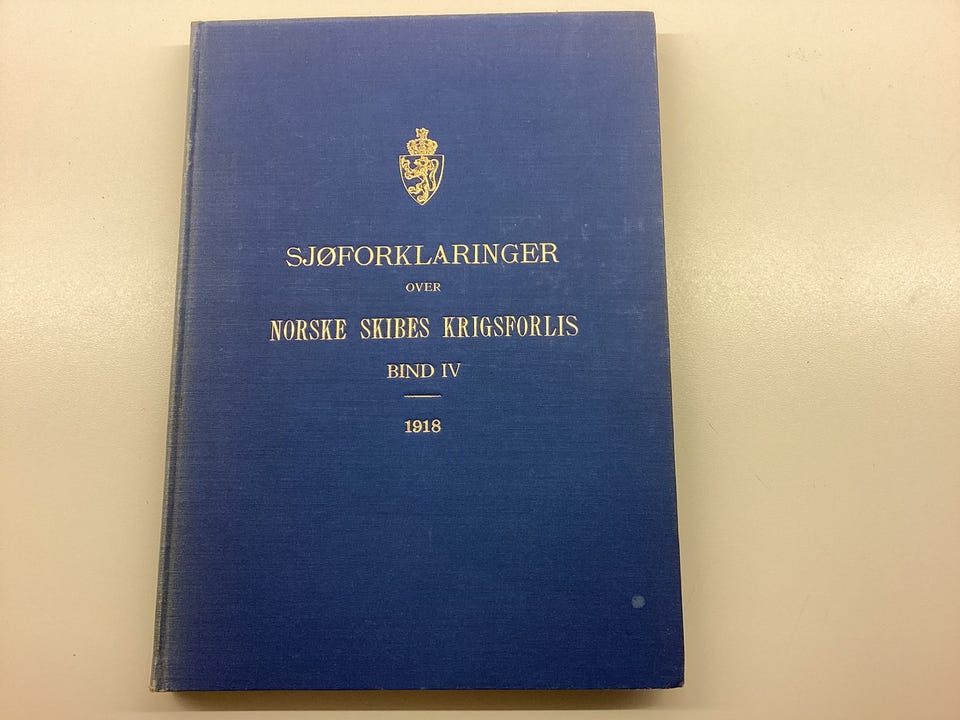 SJØFORKLARINGER
OVER
NORSKE SKIBES KRIGSFORLIS
BIND IV
1918